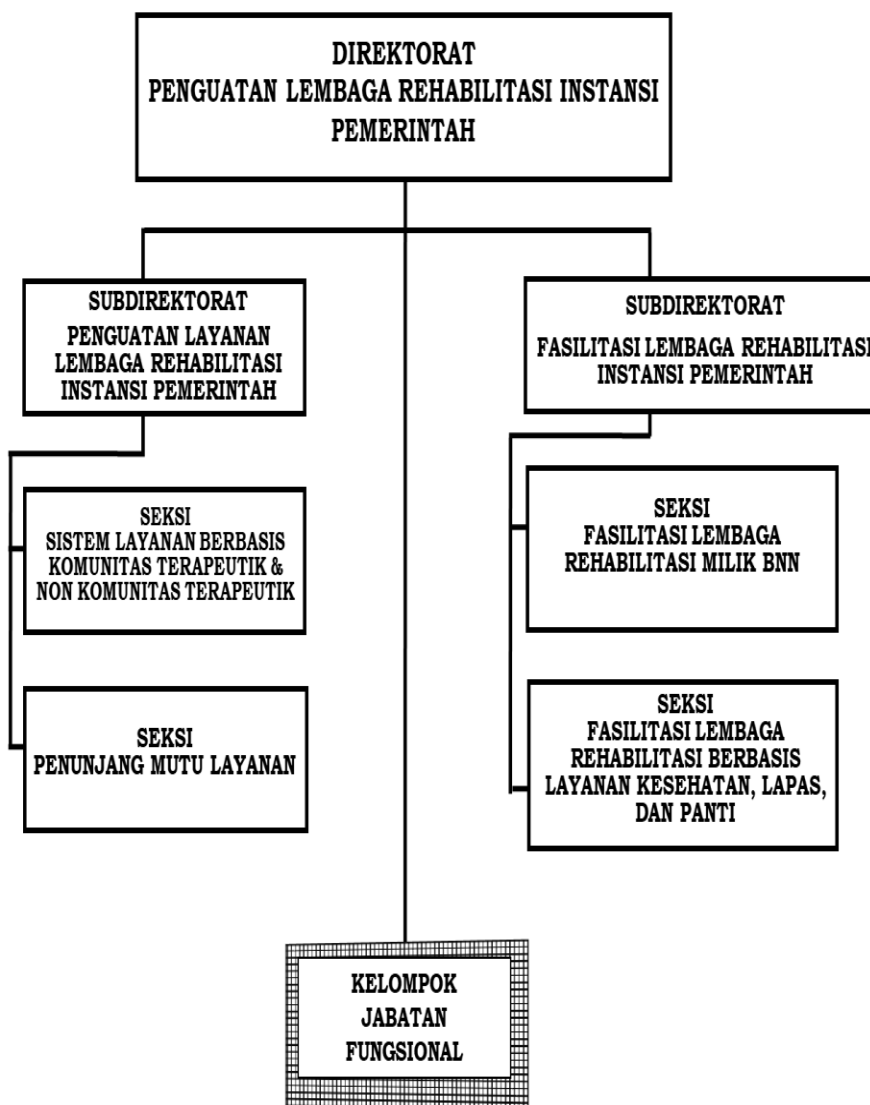 DIREKTORAT
PENGUATAN LEMBAGA REHABILITASI INSTANSI
PEMERINTAH
SUBDIREKTORAT
PENGUATAN LAYANAN
LEMBAGA REHABILITASI
INSTANSI PEMERINTAH
SUBDIREKTORAT
FASILITASI LEMBAGA REHABILITASI
INSTANSI PEMERINTAH
SEKSI
SISTEM LAYANAN BERBASIS
KOMUNITAS TERAPEUTIK &
NON KOMUNITAS TERAPEUTIK
SEKSI
FASILITASI LEMBAGA
REHABILITASI MILIK BNN
SEKSI
PENUNJANG MUTU LAYANAN
SEKSI
FASILITASI LEMBAGA
REHABILITASI BERBASIS
LAYANAN KESEHATAN, LAPAS,
DAN PANTI
KELOMPOK
JABATAN
FUNGSIONAL